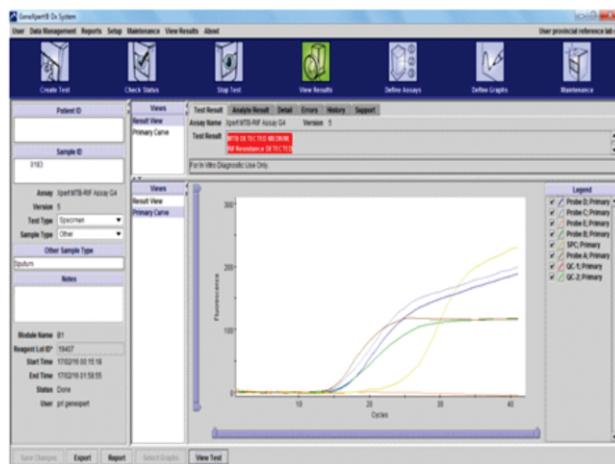 GeneXpert® Dx System
User Data Management Reports Setup Maintenance View Results About
User provincial reference lab
Create Test
Check Status
Stop Test
View Results
Define Assays
Define Graphs
Maintenance
Patient ID
Sample ID
Assay Xpert MTB-RIF Assay G4
Version 5
Test Type Specimen
Sample Type Other
Other Sample Type
Sputum
Notes
Module Name B1
Reagent Lot ID* 19407
Start Time
End Time
Status Done
User prl genexpert
Views
Result View
Primary Curve
Test Result Analyte Result Detail Errors History Support
Assay Name Xpert MTB-RIF Assay G4 Version 5
Test Result
MTB DETECTED MEDIUM;
RIF Resistance DETECTED
For In Vitro Diagnostic Use Only.
Views
Result View
Primary Curve
Fluorescence
300
200
100
0
10
20
30
40
Cycles
Legend
Probe D; Primary
Probe C; Primary
Probe E; Primary
Probe B; Primary
SPC; Primary
Probe A; Primary
QC-1; Primary
QC-2; Primary
Save Changes
Export
Report
Select Graphs
View Test